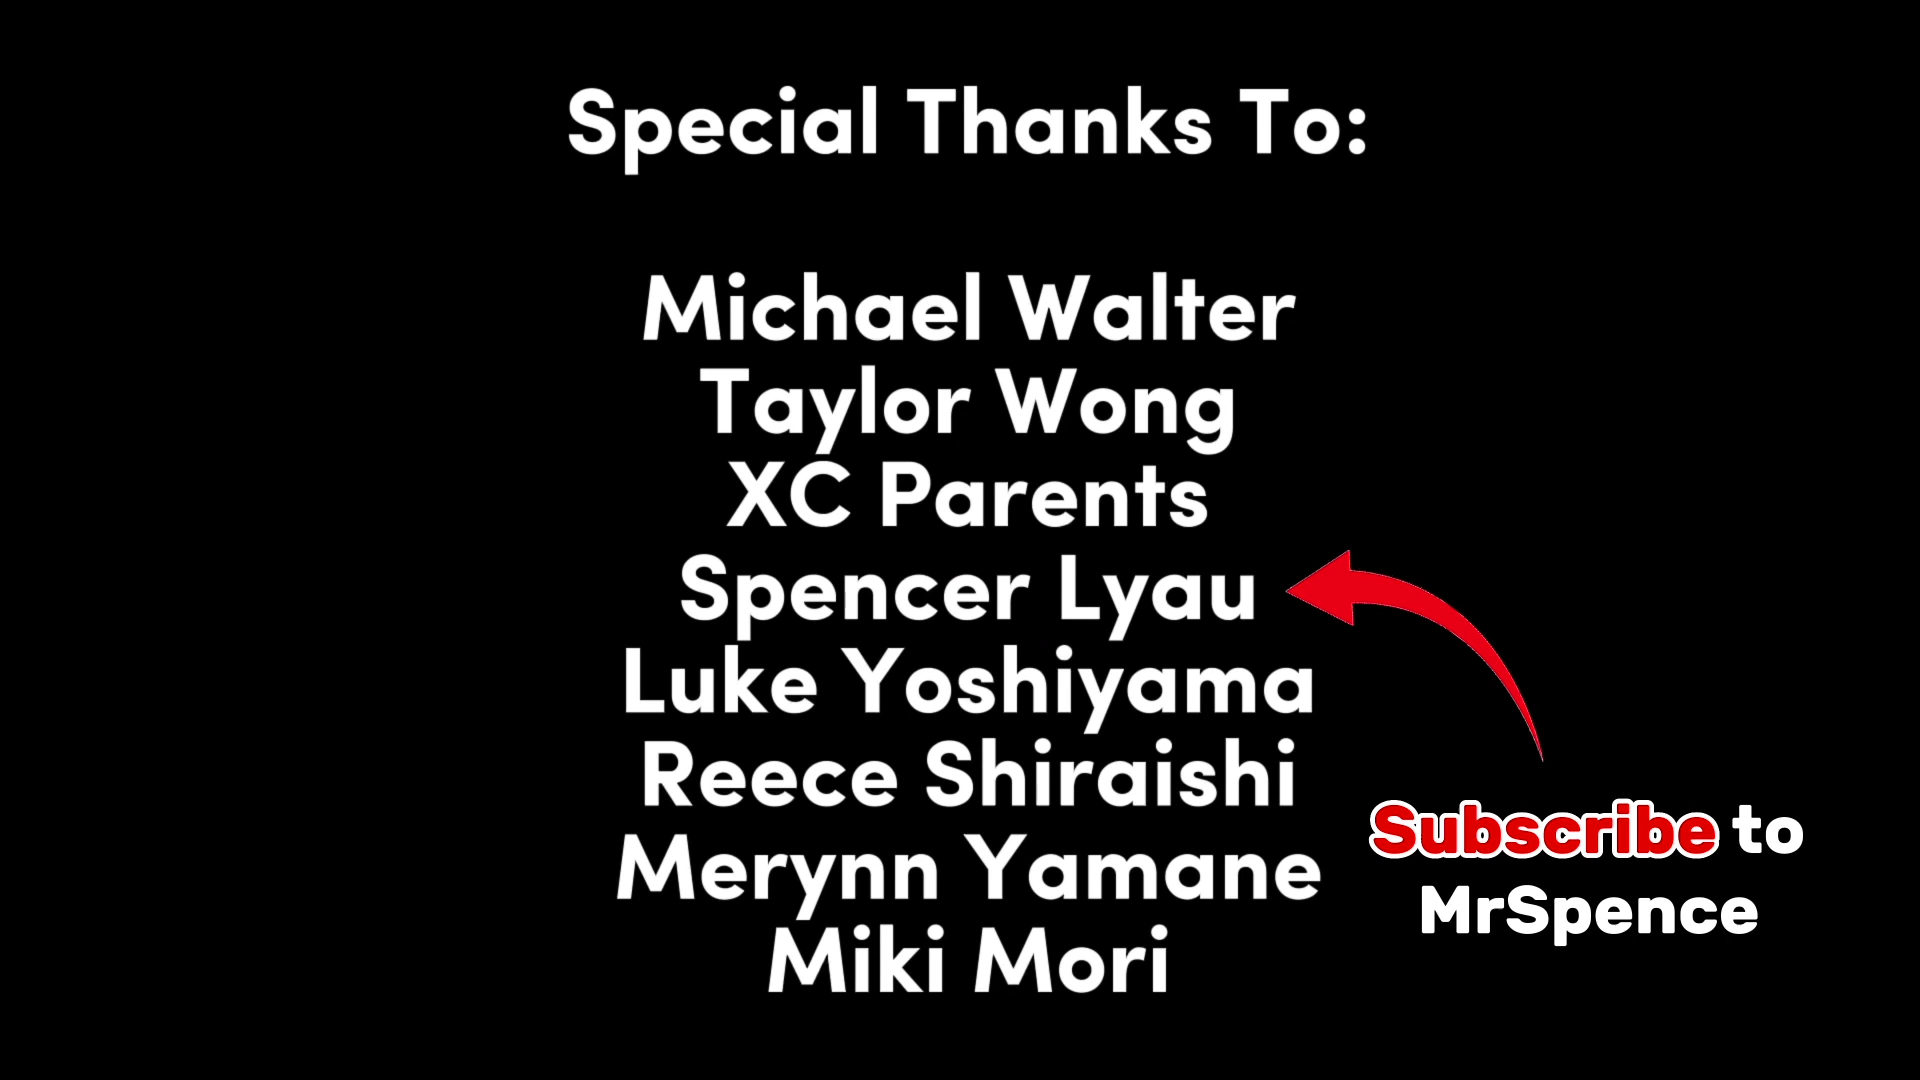 Special Thanks To:
Michael Walter
Taylor Wong
XC Parents
Spencer Lyau
Luke Yoshiyama
Reece Shiraishi
Merynn Yamane
Miki Mori
Subscribe to
MrSpence